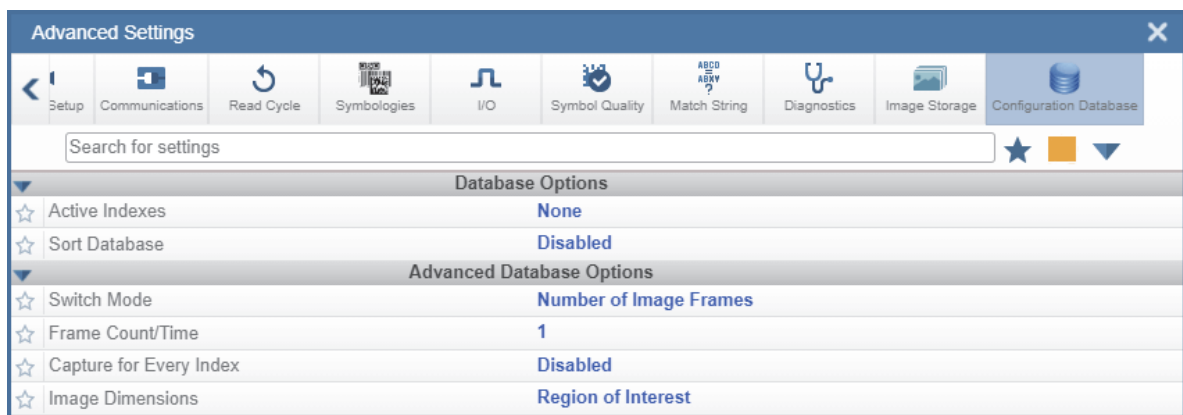 Advanced Settings
Setup Communications Read Cycle Symbologies I/O Symbol Quality Match String Diagnostics Image Storage Configuration Database
Search for settings
Database Options
Active Indexes None
Sort Database Disabled
Advanced Database Options
Switch Mode Number of Image Frames
Frame Count/Time 1
Capture for Every Index Disabled
Image Dimensions Region of Interest